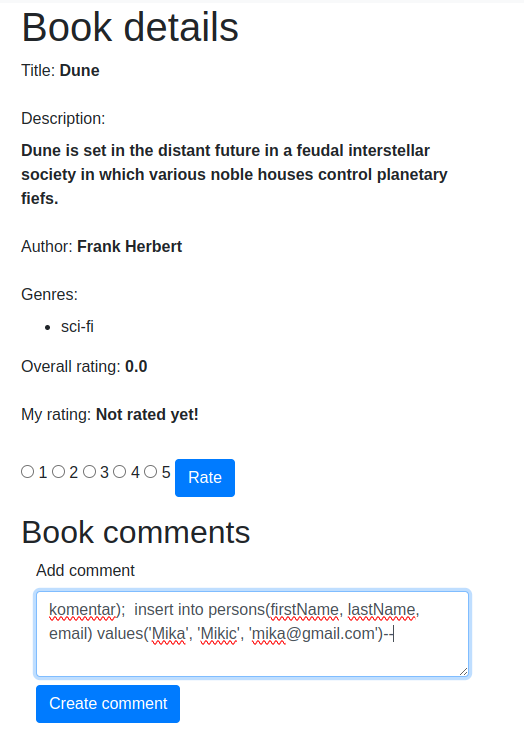 Book details
Title: Dune
Description:
Dune is set in the distant future in a feudal interstellar
society in which various noble houses control planetary
fiefs.
Author: Frank Herbert
Genres:
• sci-fi
Overall rating: 0.0
My rating: Not rated yet!
1 2 3 4 5 Rate
Book comments
Add comment
komentar);  insert into persons(firstName, lastName,
email) values('Mika', 'Mikic', 'mika@gmail.com')--
Create comment